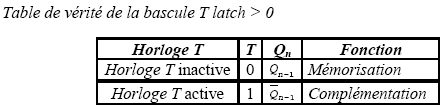 Table de vérité de la bascule T latch > 0
Horloge T T Qn Fonction
Horloge T inactive 0 Qn−1 Mémorisation
Horloge T active 1 Q̅n−1 Complémentation